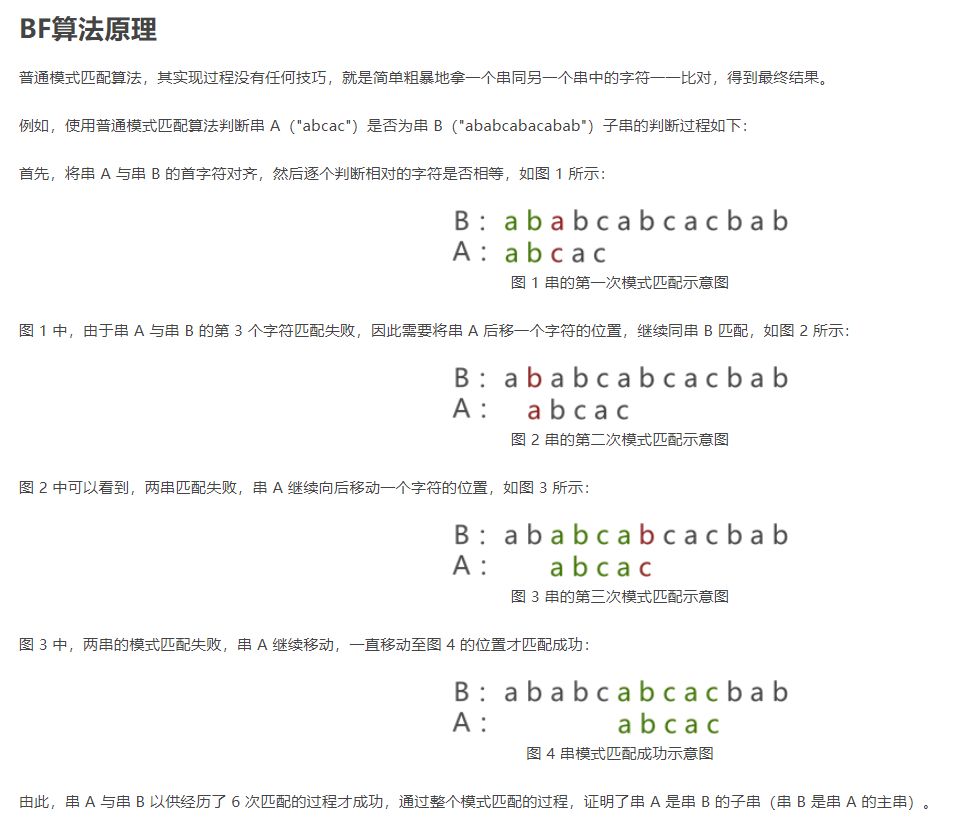 BF算法原理
普通模式匹配算法，其实现过程没有任何技巧，就是简单粗暴地拿一个串同另一个串中的字符一一比对，得到最终结果。
例如，使用普通模式匹配算法判断串 A（"abcac"）是否为串 B（"ababcabacabab"）子串的判断过程如下：
首先，将串 A 与串 B 的首字符对齐，然后逐个判断相对的字符是否相等，如图 1 所示：
B： a b a b c a b c a c b a b
A： a b c a c
图 1 串的第一次模式匹配示意图
图 1 中，由于串 A 与串 B 的第 3 个字符匹配失败，因此需要将串 A 后移一个字符的位置，继续同串 B 匹配，如图 2 所示：
B： a b a b c a b c a c b a b
A： a b c a c
图 2 串的第二次模式匹配示意图
图 2 中可以看到，两串匹配失败，串 A 继续向后移动一个字符的位置，如图 3 所示：
B： a b a b c a b c a c b a b
A： a b c a c
图 3 串的第三次模式匹配示意图
图 3 中，两串的模式匹配失败，串 A 继续移动，一直移动至图 4 的位置才匹配成功：
B： a b a b c a b c a c b a b
A： a b c a c
图 4 串模式匹配成功示意图
由此，串 A 与串 B 以供经历了 6 次匹配的过程才成功，通过整个模式匹配的过程，证明了串 A 是串 B 的子串（串 B 是串 A 的主串）。